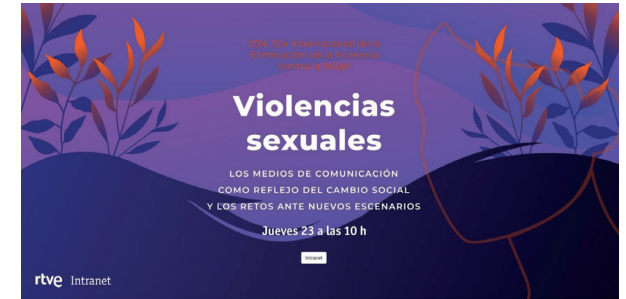 25N. Día Internacional de la
Eliminación de la Violencia
contra la Mujer
Violencias
sexuales
LOS MEDIOS DE COMUNICACIÓN
COMO REFLEJO DEL CAMBIO SOCIAL
Y LOS RETOS ANTE NUEVOS ESCENARIOS
Jueves 23 a las 10 h
Intranet
rtve Intranet